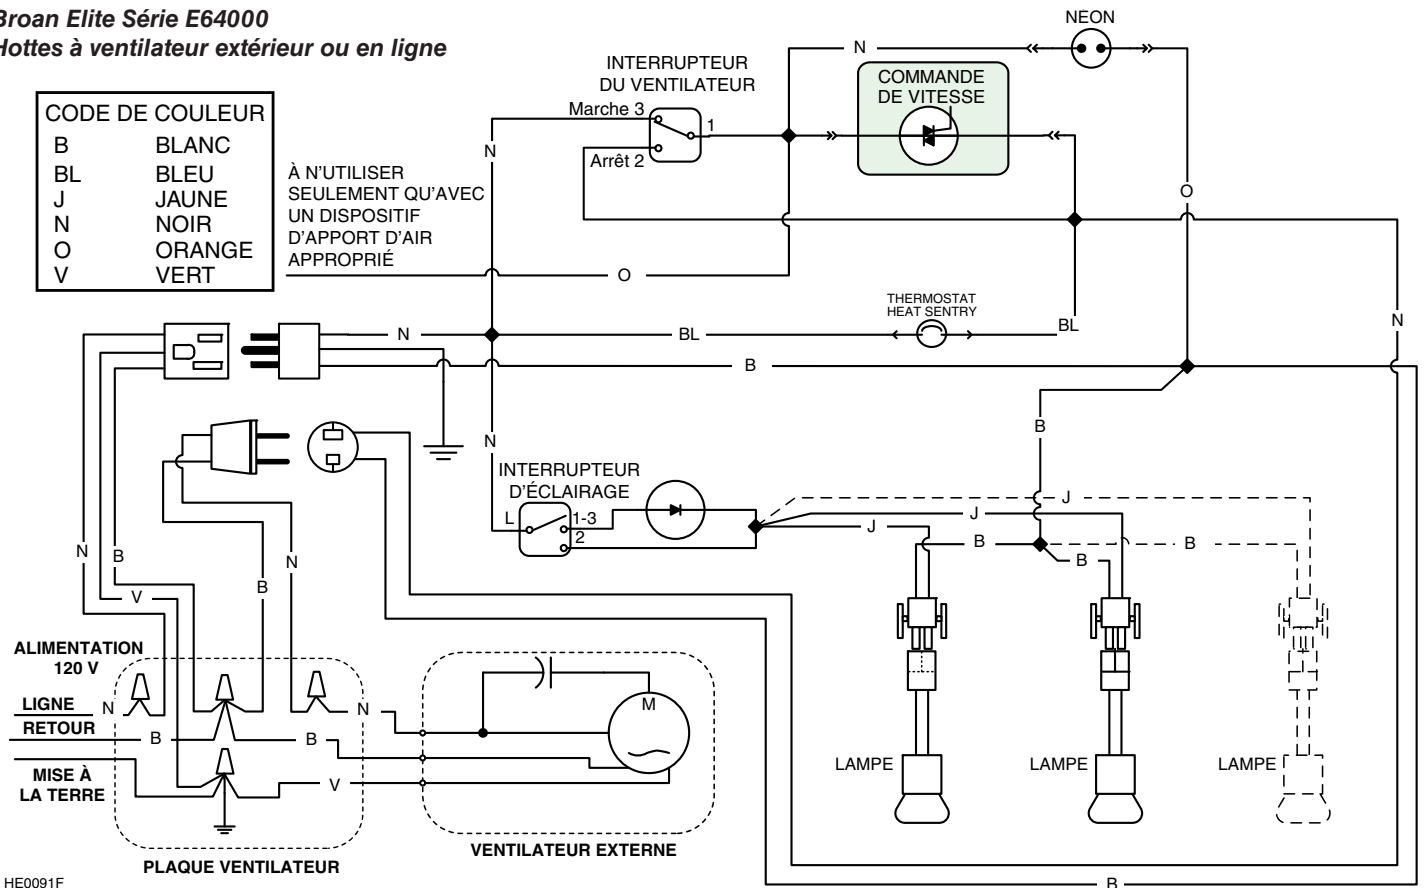 Broan Elite Série E64000
Hottes à ventilateur extérieur ou en ligne
CODE DE COULEUR
B BLANC
BL BLEU
J JAUNE
N NOIR
O ORANGE
V VERT
À N'UTILISER
SEULEMENT QU'AVEC
UN DISPOSITIF
D'APPORT D'AIR
APPROPRIÉ
INTERRUPTEUR
DU VENTILATEUR
Marche 3
1
Arrêt 2
N
N
NÉON
COMMANDE
DE VITESSE
O
O
THERMOSTAT
HEAT SENTRY
N
BL
BL
N
B
B
N
INTERRUPTEUR
D'ÉCLAIRAGE
L
1-3
2
J
J
J
B
B
B
N
B
V
B
N
ALIMENTATION
120 V
LIGNE
N
RETOUR
B
B
MISE À
LA TERRE
N
V
M
PLAQUE VENTILATEUR
VENTILATEUR EXTERNE
LAMPE
LAMPE
LAMPE
B
HE0091F